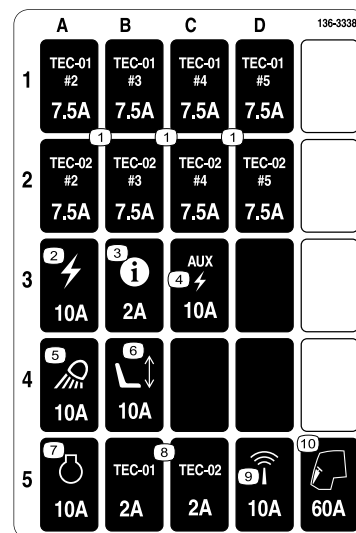 A B C D 136-3338
1
TEC-01 TEC-01 TEC-01 TEC-01
#2 #3 #4 #5
7.5A 7.5A 7.5A 7.5A
1 1 1
2
TEC-02 TEC-02 TEC-02 TEC-02
#2 #3 #4 #5
7.5A 7.5A 7.5A 7.5A
3
2 3 AUX
i 4
10A 2A 10A
4
5 6
10A 10A
5
7 8 10
TEC-01 TEC-02 9
10A 2A 2A 10A 60A